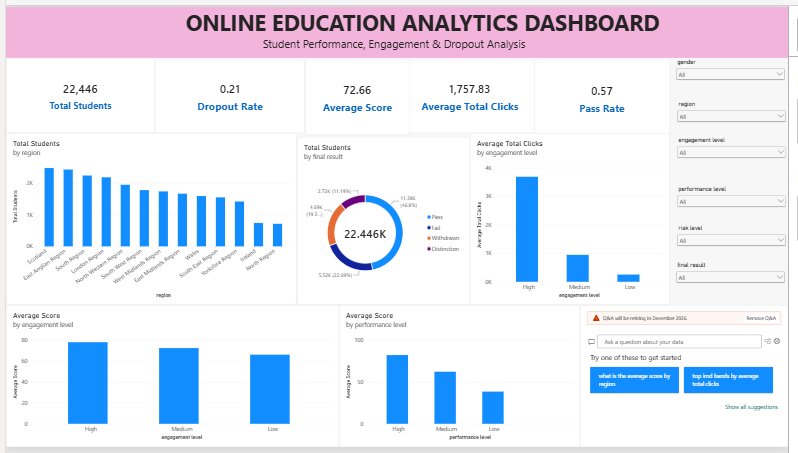 ONLINE EDUCATION ANALYTICS DASHBOARD
Student Performance, Engagement & Dropout Analysis
22,446
Total Students
0.21
Dropout Rate
72.66
Average Score
1,757.83
Average Total Clicks
0.57
Pass Rate
gender
All
region
All
engagement level
All
performance level
All
risk level
All
final result
All
Total Students
by region
Total Students
2K
1K
0K
Scotland
East Anglian Region
South Region
London Region
North Western Region
South West Region
West Midlands Region
East Midlands Region
Wales
South East Region
Yorkshire Region
Ireland
North Region
region
Total Students
by final result
2.72K (11.19%)
4.69K
(19.3...)
11.38K
(46.8%)
5.52K (22.69%)
22.446K
Pass
Fail
Withdrawn
Distinction
Average Total Clicks
by engagement level
Average Total Clicks
4K
3K
2K
1K
0K
High
Medium
Low
engagement level
Average Score
by engagement level
Average Score
80
60
40
20
0
High
Medium
Low
engagement level
Average Score
by performance level
Average Score
100
50
0
High
Medium
Low
performance level
Q&A will be retiring in December 2026.
Remove Q&A
Ask a question about your data
Try one of these to get started
what is the average score by
region
top imd bands by average
total clicks
Show all suggestions